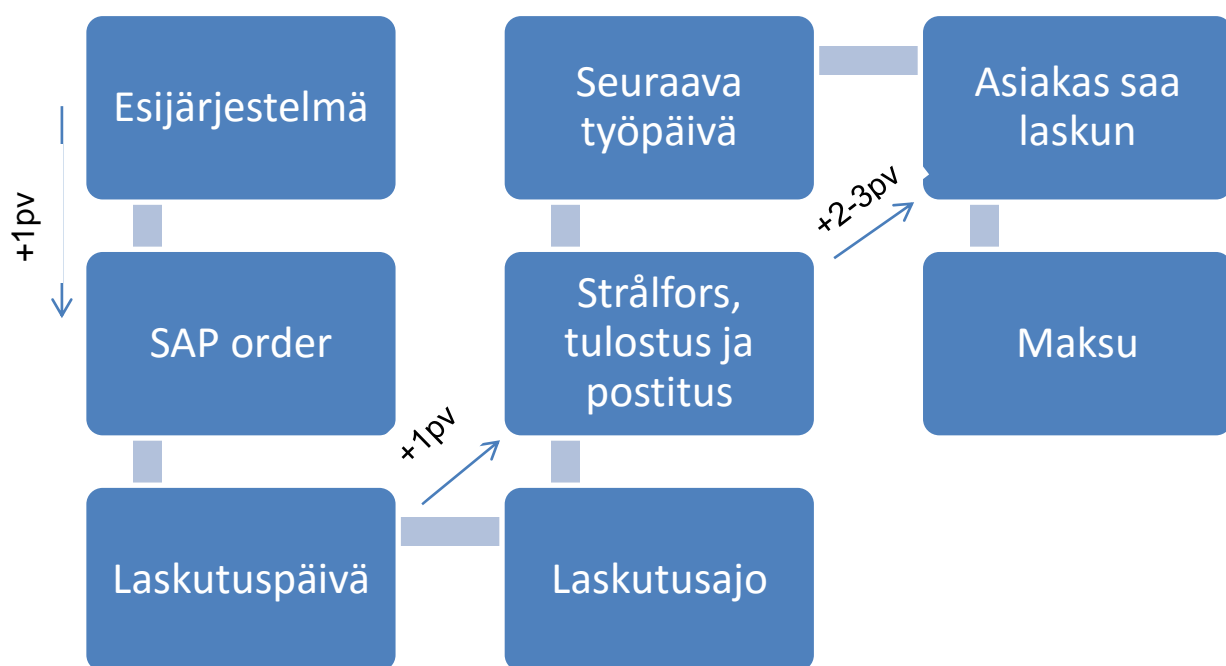 Esijärjestelmä
+1pv
SAP order
Laskutuspäivä
+1pv
Laskutusajo
Strålfors,
tulostus ja
postitus
Seuraava
työpäivä
+2-3pv
Asiakas saa
laskun
Maksu